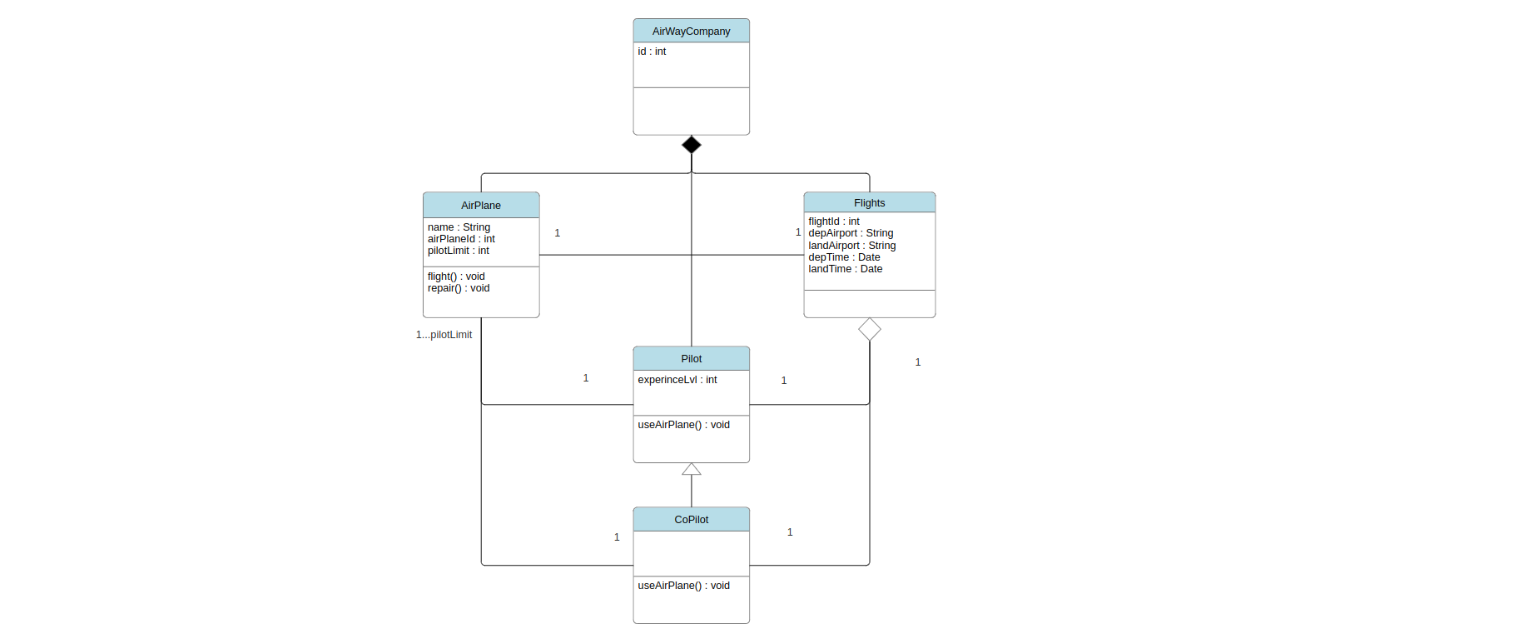 AirWayCompany
id : int
AirPlane
name : String
airPlaneId : int
pilotLimit : int
flight() : void
repair() : void
1
1
Flights
flightId : int
depAirport : String
landAirport : String
depTime : Date
landTime : Date
1...pilotLimit
1
Pilot
experinceLvl : int
useAirPlane() : void
1
1
CoPilot
useAirPlane() : void
1
1